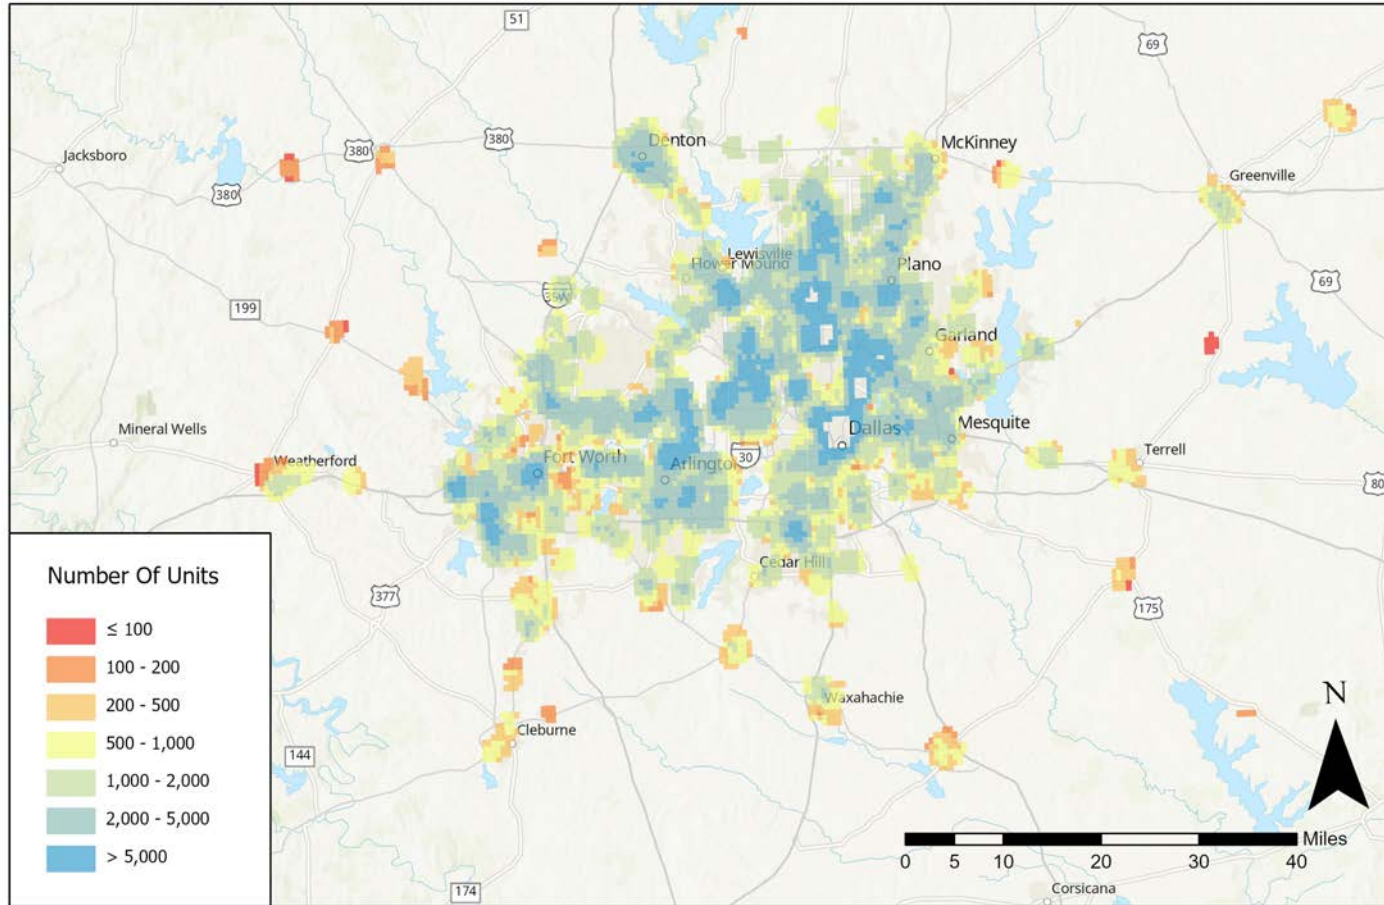 51
69
Denton
380
McKinney
380
Jacksboro
Greenville
380
Lewisville
Flower Mound
Plano
69
35W
199
Garland
Mineral Wells
Mesquite
Dallas
Terrell
Weatherford
Fort Worth
30
Arlington
80
Number Of Units
Cedar Hill
377
175
≤ 100
100 - 200
200 - 500
500 - 1,000
1,000 - 2,000
2,000 - 5,000
> 5,000
Waxahachie
N
Cleburne
144
Miles
0 5 10 20 30 40
174
Corsicana